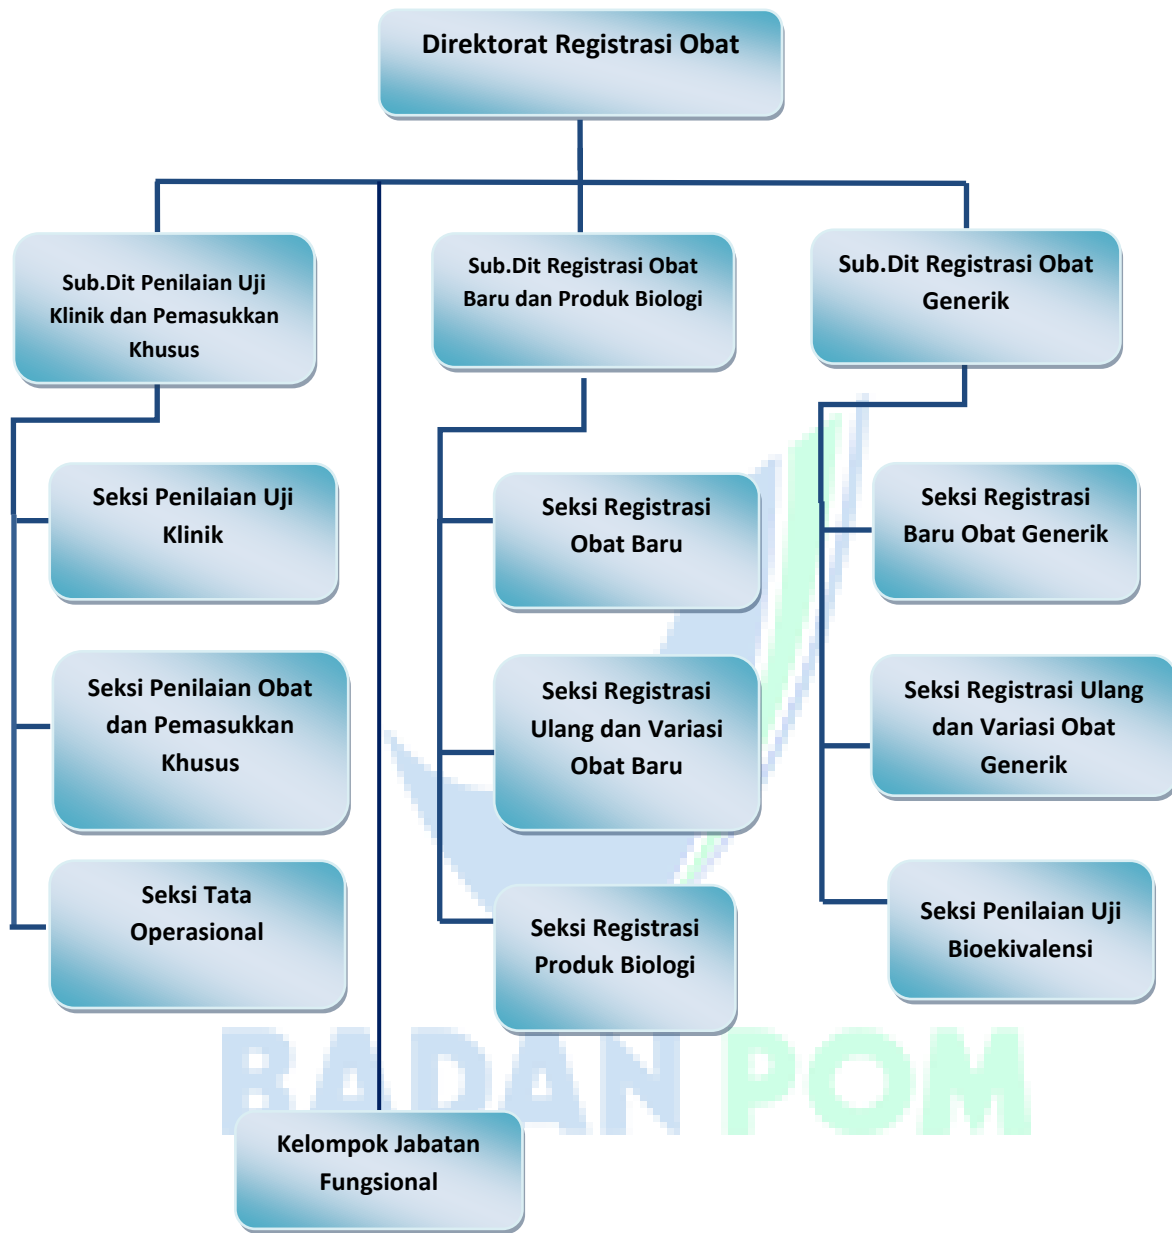 Direktorat Registrasi Obat
Sub.Dit Penilaian Uji
Klinik dan Pemasukkan
Khusus
Sub.Dit Registrasi Obat
Baru dan Produk Biologi
Sub.Dit Registrasi Obat
Generik
Seksi Penilaian Uji
Klinik
Seksi Registrasi
Obat Baru
Seksi Registrasi
Baru Obat Generik
Seksi Penilaian Obat
dan Pemasukkan
Khusus
Seksi Registrasi
Ulang dan Variasi
Obat Baru
Seksi Registrasi Ulang
dan Variasi Obat
Generik
Seksi Tata
Operasional
Seksi Registrasi
Produk Biologi
Seksi Penilaian Uji
Bioekivalensi
BADAN POM
Kelompok Jabatan
Fungsional